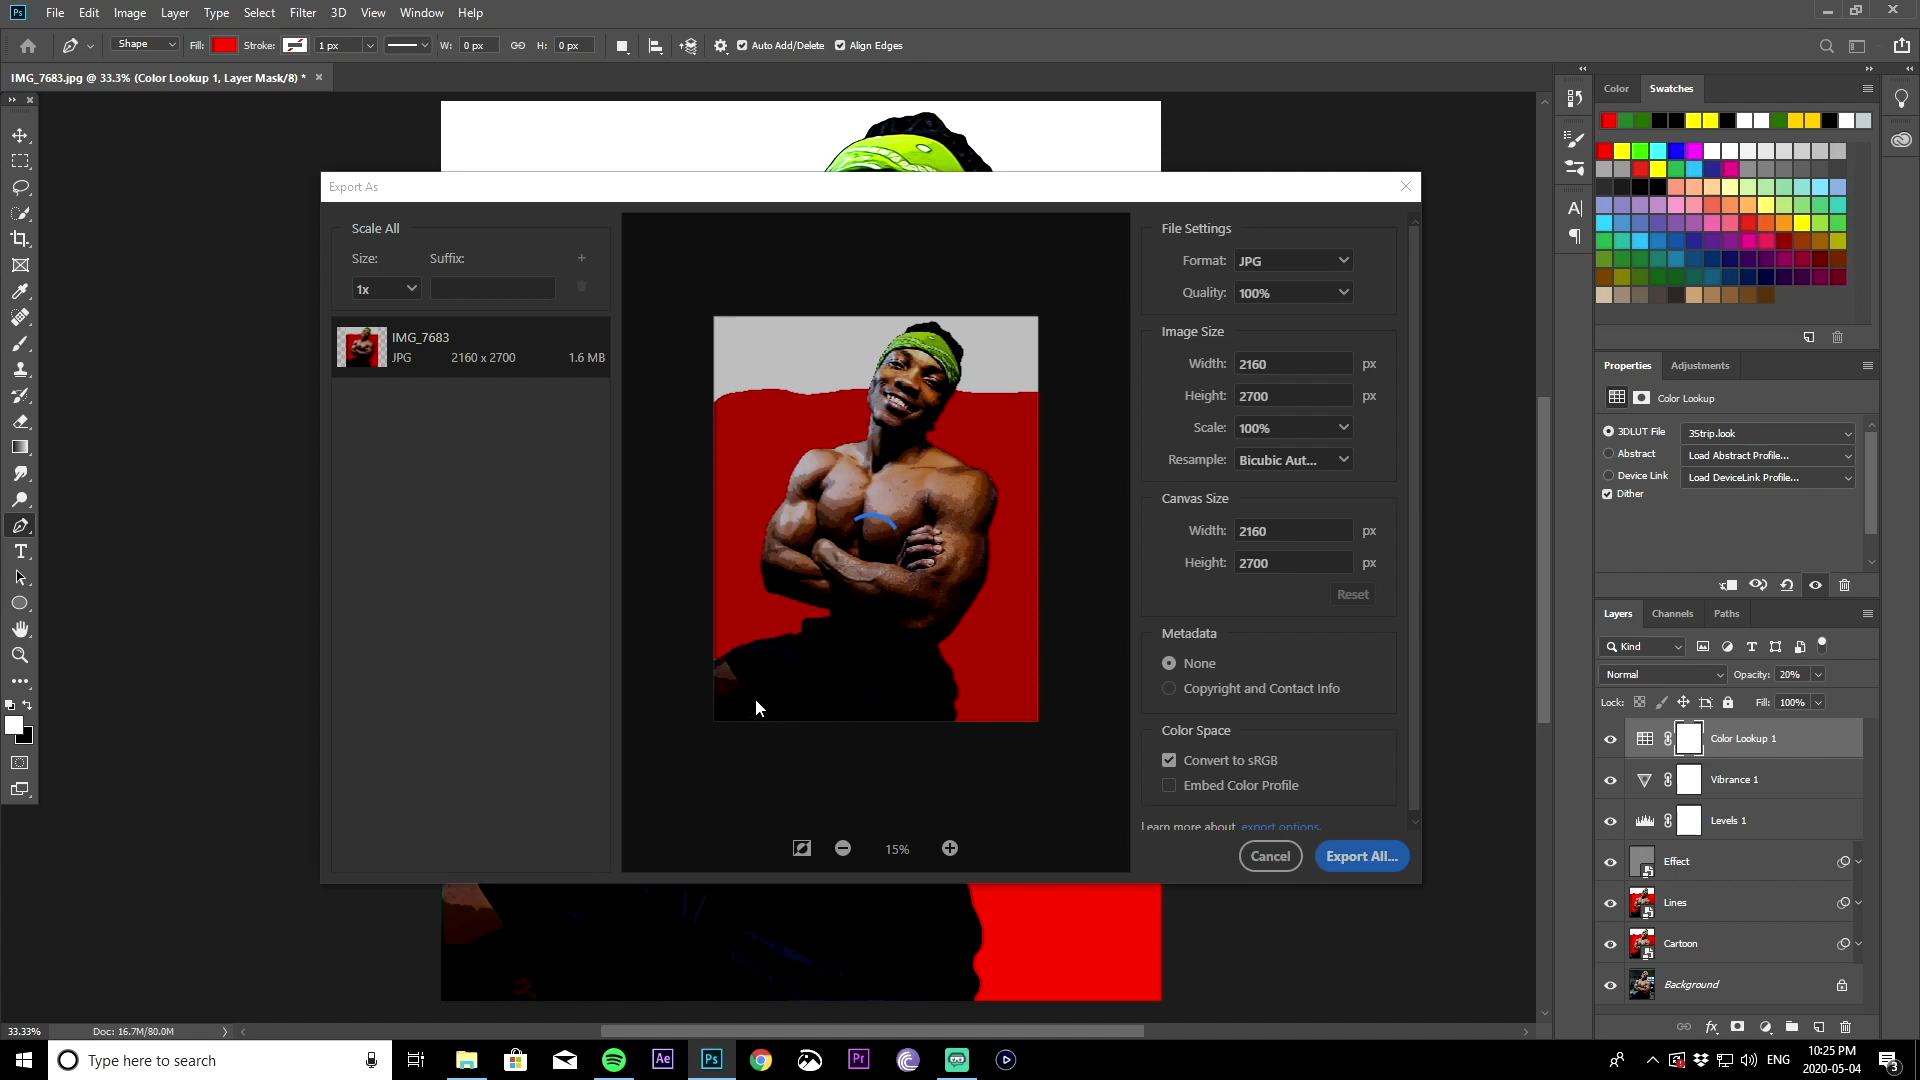 Ps File Edit Image Layer Type Select Filter 3D View Window Help
Shape Fill: Stroke: 1 px W: 0 px H: 0 px Auto Add/Delete Align Edges
IMG_7683.jpg @ 33.3% (Color Lookup 1, Layer Mask/8) *
Export As
Scale All
Size: Suffix:
1x
IMG_7683
JPG 2160 x 2700 1.6 MB
15%
File Settings
Format: JPG
Quality: 100%
Image Size
Width: 2160 px
Height: 2700 px
Scale: 100%
Resample: Bicubic Aut...
Canvas Size
Width: 2160 px
Height: 2700 px
Reset
Metadata
None
Copyright and Contact Info
Color Space
Convert to sRGB
Embed Color Profile
Learn more about export options.
Cancel Export All...
Color Swatches
Properties Adjustments
Color Lookup
3DLUT File 3Strip.look
Abstract Load Abstract Profile...
Device Link Load DeviceLink Profile...
Dither
Layers Channels Paths
Kind
Normal Opacity: 20%
Lock: Fill: 100%
Color Lookup 1
Vibrance 1
Levels 1
Effect
Lines
Cartoon
Background
fx
33.33% Doc: 16.7M/80.0M
Type here to search
Ae Ps Pr
ENG
10:25 PM
2020-05-04
3